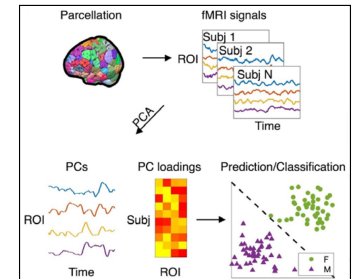 Parcellation
fMRI signals
Subj 1
Subj 2
Subj N
ROI
Time
PCA
PCs
PC loadings
Prediction/Classification
ROI
Subj
F
M
Time
ROI